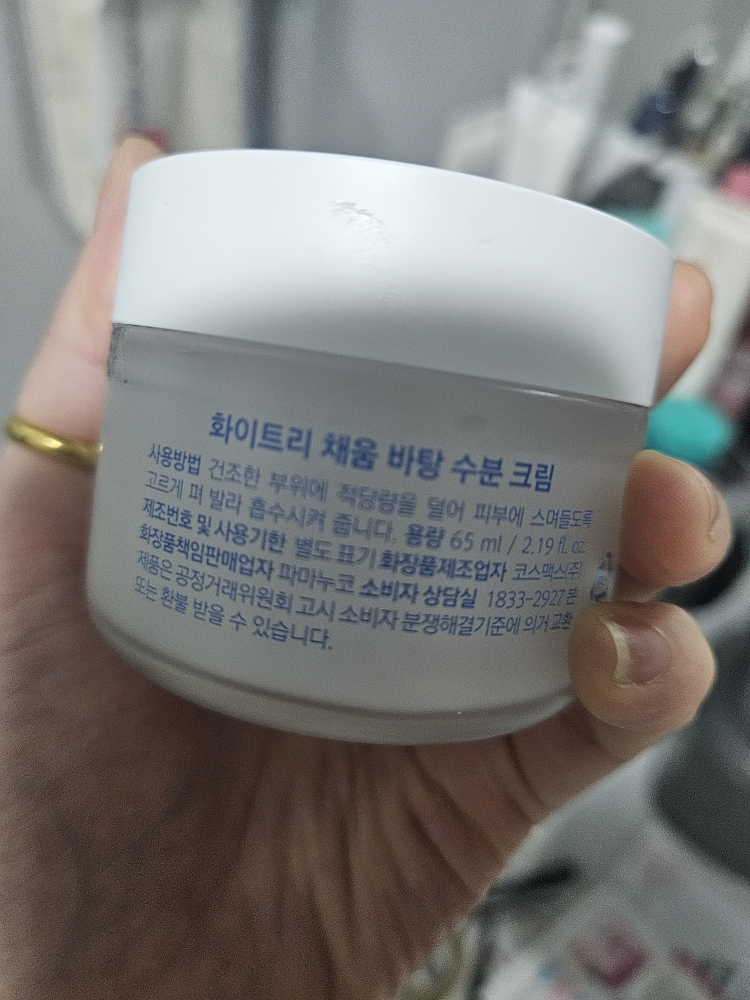 화이트리 채움 바탕 수분 크림
사용방법 건조한 부위에 적당량을 덜어 피부에 스며들도록
고르게 펴 발라 흡수시켜 줍니다. 용량 65 ml / 2.19 fl. oz.
제조번호 및 사용기한 별도 표기 화장품제조업자 코스맥스(주)
화장품책임판매업자 파마누코 소비자 상담실 1833-2927 본
제품은 공정거래위원회 고시 소비자 분쟁해결기준에 의거 교환
또는 환불 받을 수 있습니다.